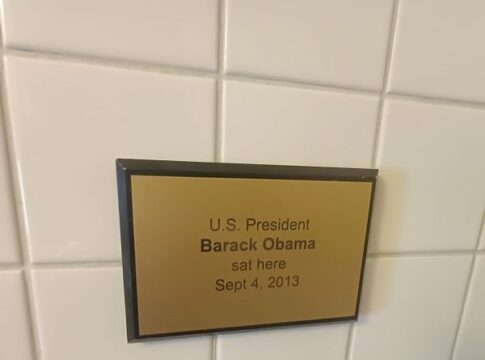 U.S. President
Barack Obama
sat here
Sept 4, 2013